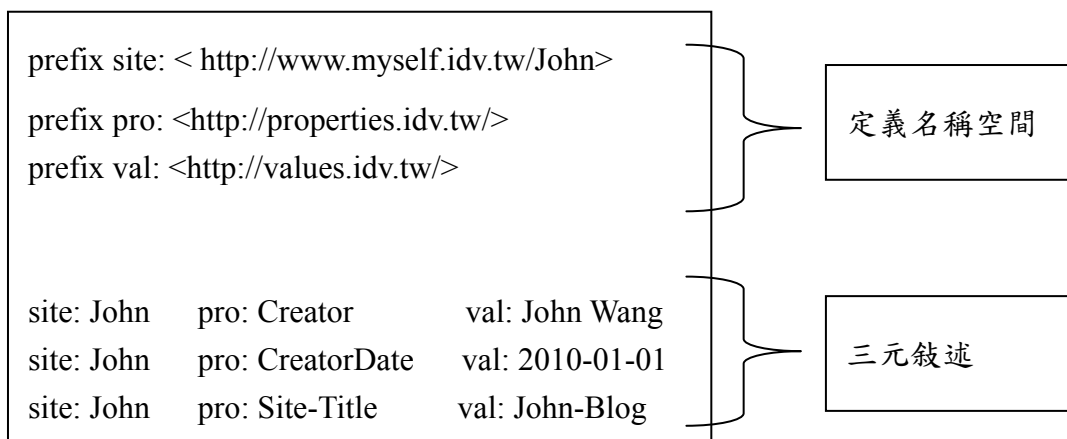 prefix site: < http://www.myself.idv.tw/John>
prefix pro: <http://properties.idv.tw/>
prefix val: <http://values.idv.tw/>
定義名稱空間
site: John pro: Creator val: John Wang
site: John pro: CreatorDate val: 2010-01-01
site: John pro: Site-Title val: John-Blog
三元敍述